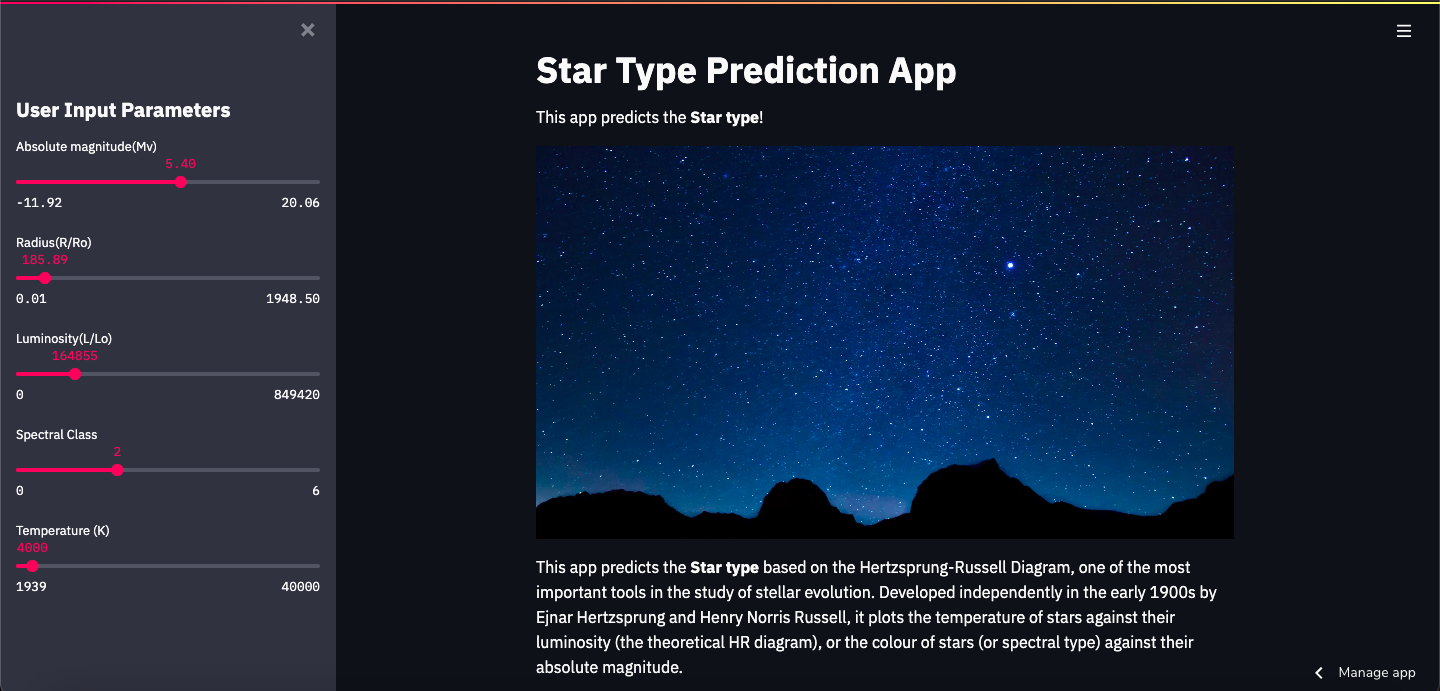 User Input Parameters
Absolute magnitude(Mv)
5.40
-11.92 20.06
Radius(R/Ro)
185.89
0.01 1948.50
Luminosity(L/Lo)
164855
0 849420
Spectral Class
2
0 6
Temperature (K)
4000
1939 40000
Star Type Prediction App
This app predicts the Star type!
This app predicts the Star type based on the Hertzsprung-Russell Diagram, one of the most
important tools in the study of stellar evolution. Developed independently in the early 1900s by
Ejnar Hertzsprung and Henry Norris Russell, it plots the temperature of stars against their
luminosity (the theoretical HR diagram), or the colour of stars (or spectral type) against their
absolute magnitude.
Manage app